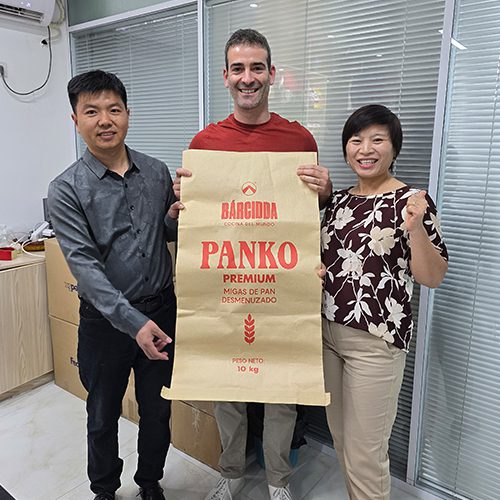 BÁRCIDDA
COCINA DEL MUNDO
PANKO
PREMIUM
MIGAS DE PAN
DESMENUZADO
PESO NETO:
10 kg